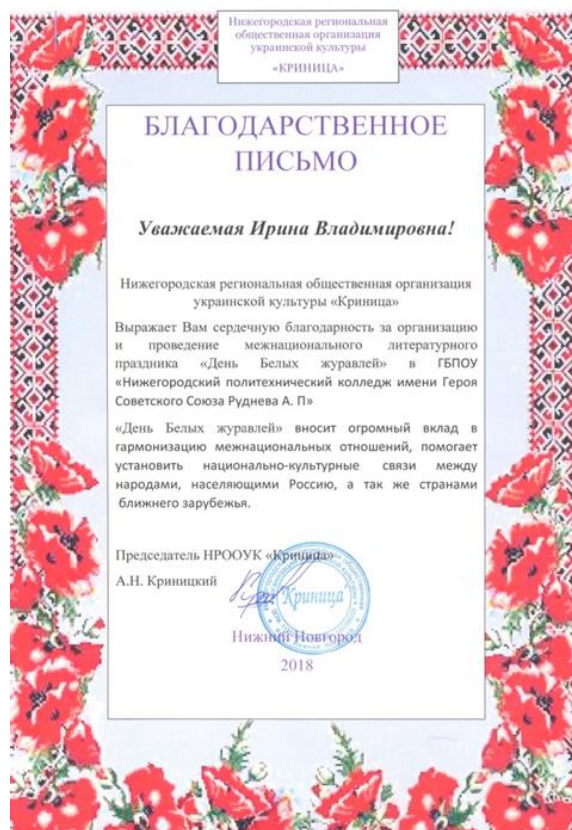 Нижегородская региональная
общественная организация
украинской культуры
«КРИНИЦА»
БЛАГОДАРСТВЕННОЕ
ПИСЬМО
Уважаемая Ирина Владимировна!
Нижегородская региональная общественная организация
украинской культуры «Криница»
Выражает Вам сердечную благодарность за организацию
и проведение межнационального литературного
праздника «День Белых журавлей» в ГБПОУ
«Нижегородский политехнический колледж имени Героя
Советского Союза Руднева А. П»
«День Белых журавлей» вносит огромный вклад в
гармонизацию межнациональных отношений, помогает
установить национально-культурные связи между
народами, населяющими Россию, а так же странами
ближнего зарубежья.
Председатель НРООУК «Криница»
А.Н. Криницкий
Криница
Нижний Новгород
2018